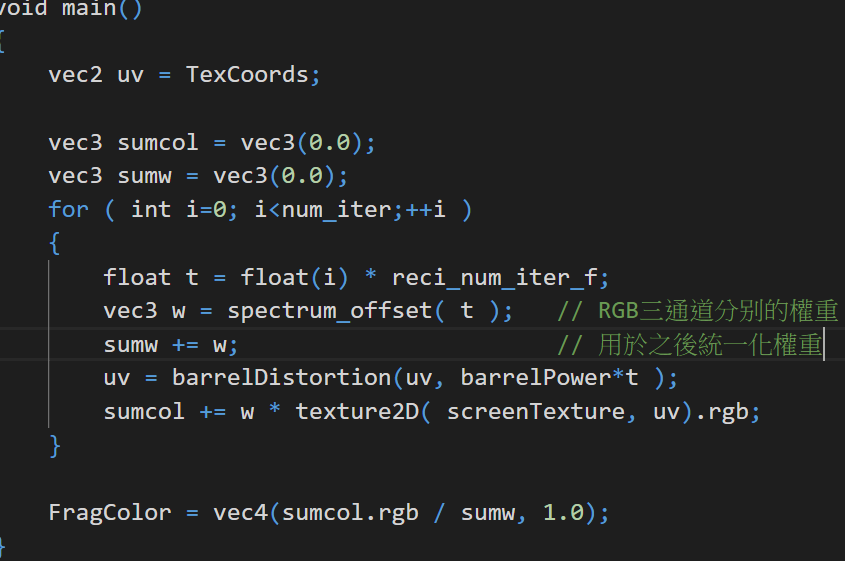 void main()
{
vec2 uv = TexCoords;
vec3 sumcol = vec3(0.0);
vec3 sumw = vec3(0.0);
for ( int i=0; i<num_iter;++i )
{
float t = float(i) * reci_num_iter_f;
vec3 w = spectrum_offset( t ); // RGB三通道分别的權重
sumw += w; // 用於之後統一化權重
uv = barrelDistortion(uv, barrelPower*t );
sumcol += w * texture2D( screenTexture, uv).rgb;
}
FragColor = vec4(sumcol.rgb / sumw, 1.0);
}